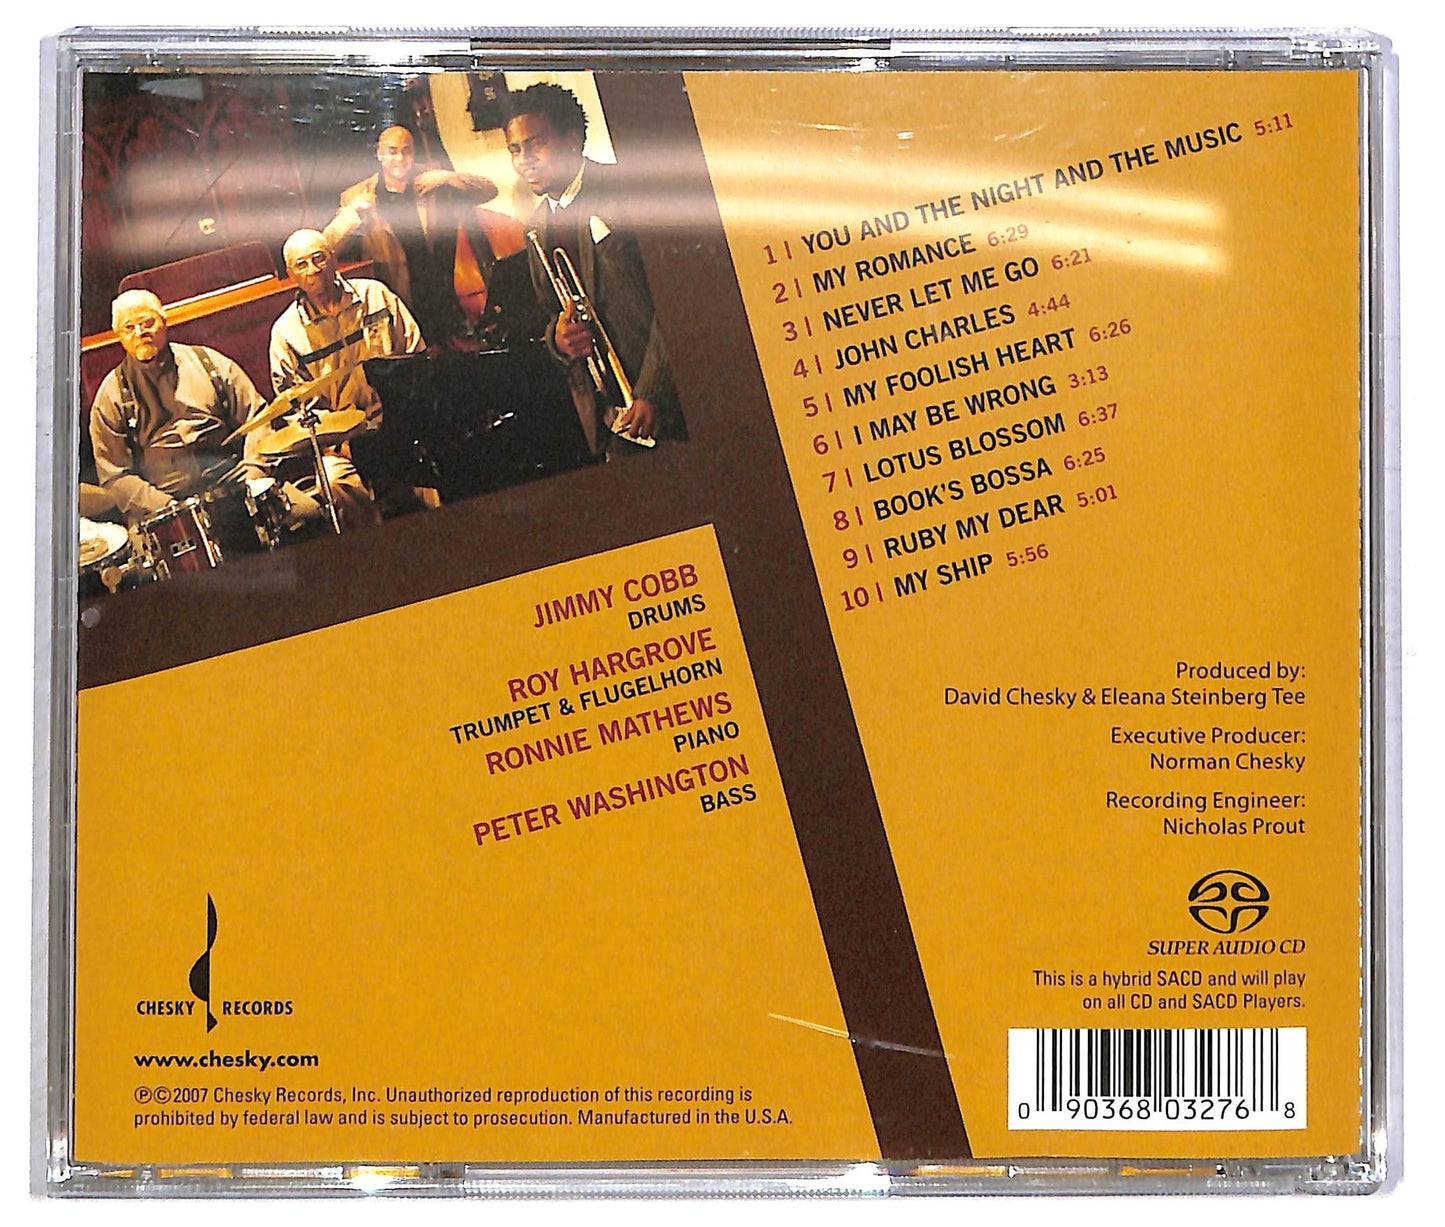 1 | YOU AND THE NIGHT AND THE MUSIC 5:11
2 | MY ROMANCE 6:29
3 | NEVER LET ME GO 6:21
4 | JOHN CHARLES 4:44
5 | MY FOOLISH HEART 6:26
6 | I MAY BE WRONG 3:13
7 | LOTUS BLOSSOM 6:37
8 | BOOK'S BOSSA 6:25
9 | RUBY MY DEAR 5:01
10 | MY SHIP 5:56
JIMMY COBB
DRUMS
ROY HARGROVE
TRUMPET & FLUGELHORN
RONNIE MATHEWS
PIANO
PETER WASHINGTON
BASS
Produced by:
David Chesky & Eleana Steinberg Tee
Executive Producer:
Norman Chesky
Recording Engineer:
Nicholas Prout
SUPER AUDIO CD
This is a hybrid SACD and will play
on all CD and SACD Players.
CHESKY RECORDS
www.chesky.com
℗©2007 Chesky Records, Inc. Unauthorized reproduction of this recording is
prohibited by federal law and is subject to prosecution. Manufactured in the U.S.A.
0 90368 03276 8